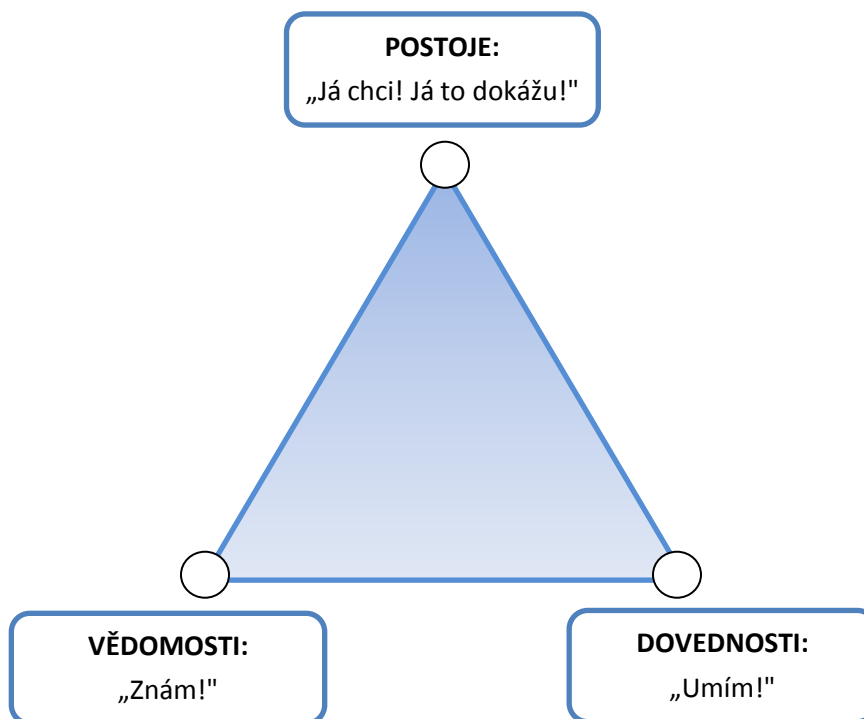 POSTOJE:
„Já chci! Já to dokážu!"
VĚDOMOSTI:
„Znám!"
DOVEDNOSTI:
„Umím!"